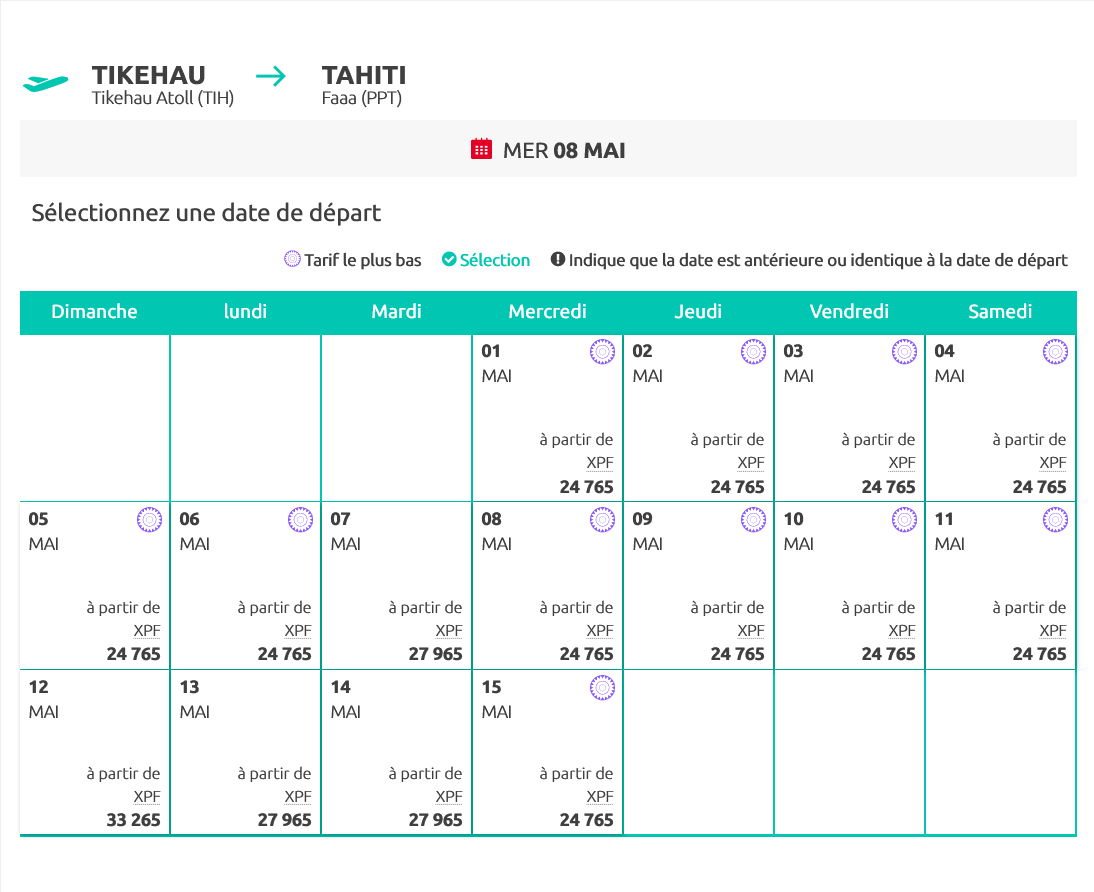 TIKEHAU
Tikehau Atoll (TIH)
TAHITI
Faaa (PPT)
MER 08 MAI
Sélectionnez une date de départ
Tarif le plus bas Sélection Indique que la date est antérieure ou identique à la date de départ
Dimanche lundi Mardi Mercredi Jeudi Vendredi Samedi
01 02 03 04
MAI MAI MAI MAI
à partir de à partir de à partir de à partir de
XPF XPF XPF XPF
24 765 24 765 24 765 24 765
05 06 07 08 09 10 11
MAI MAI MAI MAI MAI MAI MAI
à partir de à partir de à partir de à partir de à partir de à partir de à partir de
XPF XPF XPF XPF XPF XPF XPF
24 765 24 765 27 965 24 765 24 765 24 765 24 765
12 13 14 15
MAI MAI MAI MAI
à partir de à partir de à partir de à partir de
XPF XPF XPF XPF
33 265 27 965 27 965 24 765